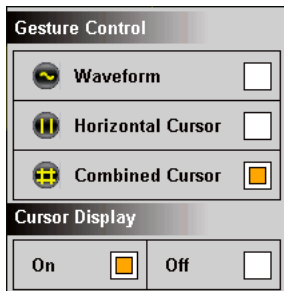 Gesture Control
Waveform
Horizontal Cursor
Combined Cursor
Cursor Display
On Off